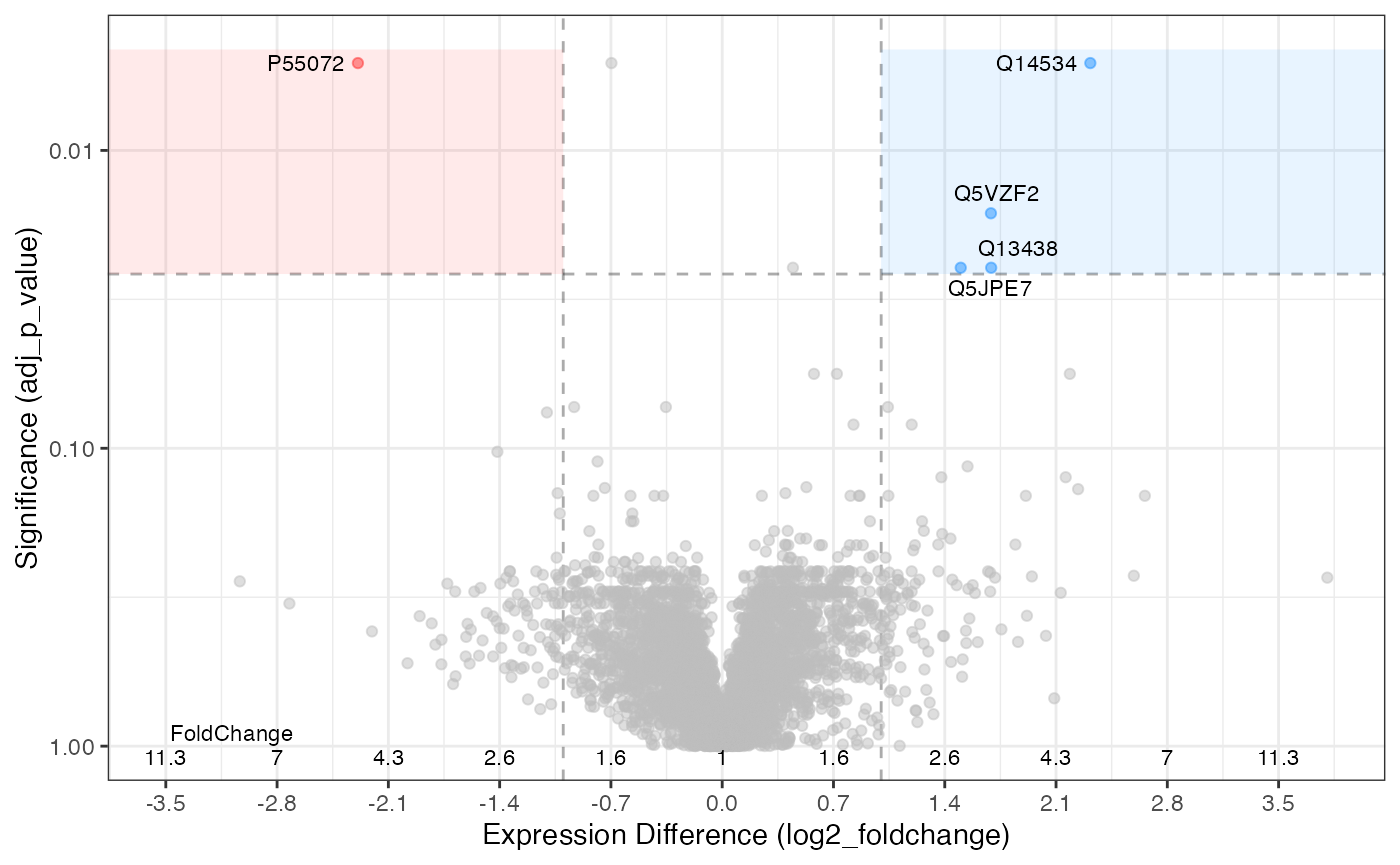 P55072
Q14534
0.01
Q5VZF2
Q13438
Q5JPE7
Significance (adj_p_value)
0.10
FoldChange
1.00
11.3 7 4.3 2.6 1.6 1 1.6 2.6 4.3 7 11.3
-3.5 -2.8 -2.1 -1.4 -0.7 0.0 0.7 1.4 2.1 2.8 3.5
Expression Difference (log2_foldchange)